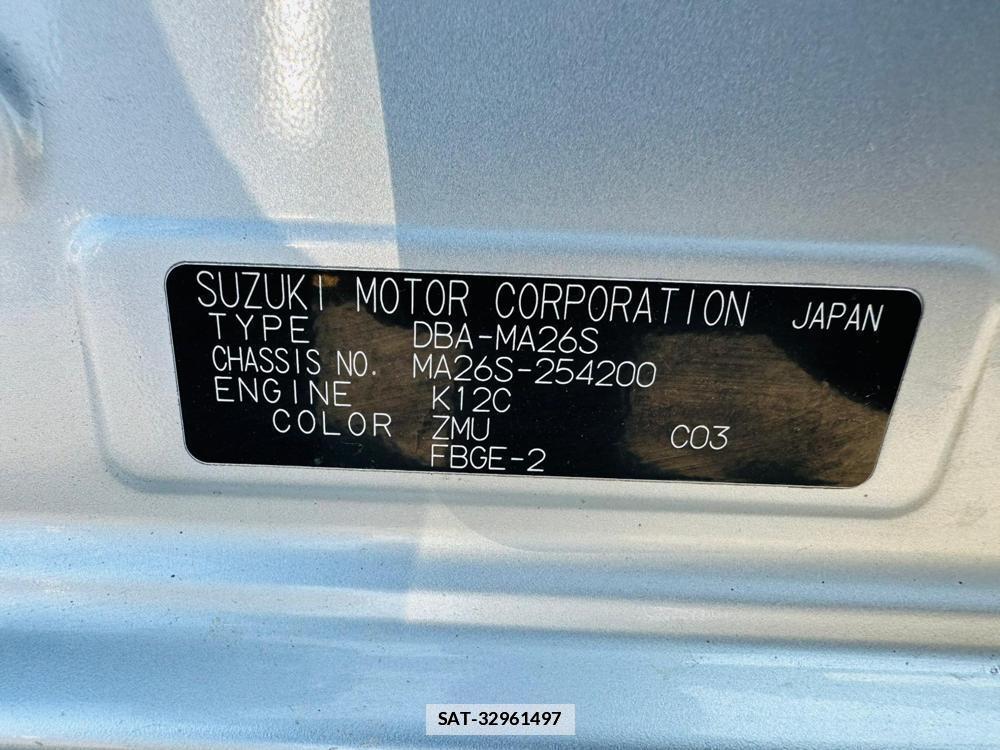 SUZUKI MOTOR CORPORATION JAPAN
TYPE DBA-MA26S
CHASSIS NO. MA26S-254200
ENGINE K12C
COLOR ZMU C03
FBGE-2
SAT-32961497